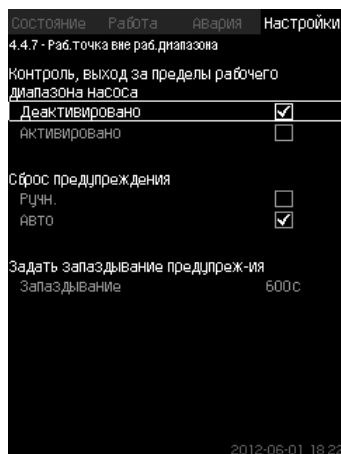 Состояние Работа Авария Настройки
4.4.7 - Раб.точка вне раб.диапазона
Контроль, выход за пределы рабочего
диапазона насоса
Деактивировано
Активировано
Сброс предупреждения
Ручн.
Авто
Задать запаздывание предупреж-ия
Запаздывание 600с
2012-06-01 18:22